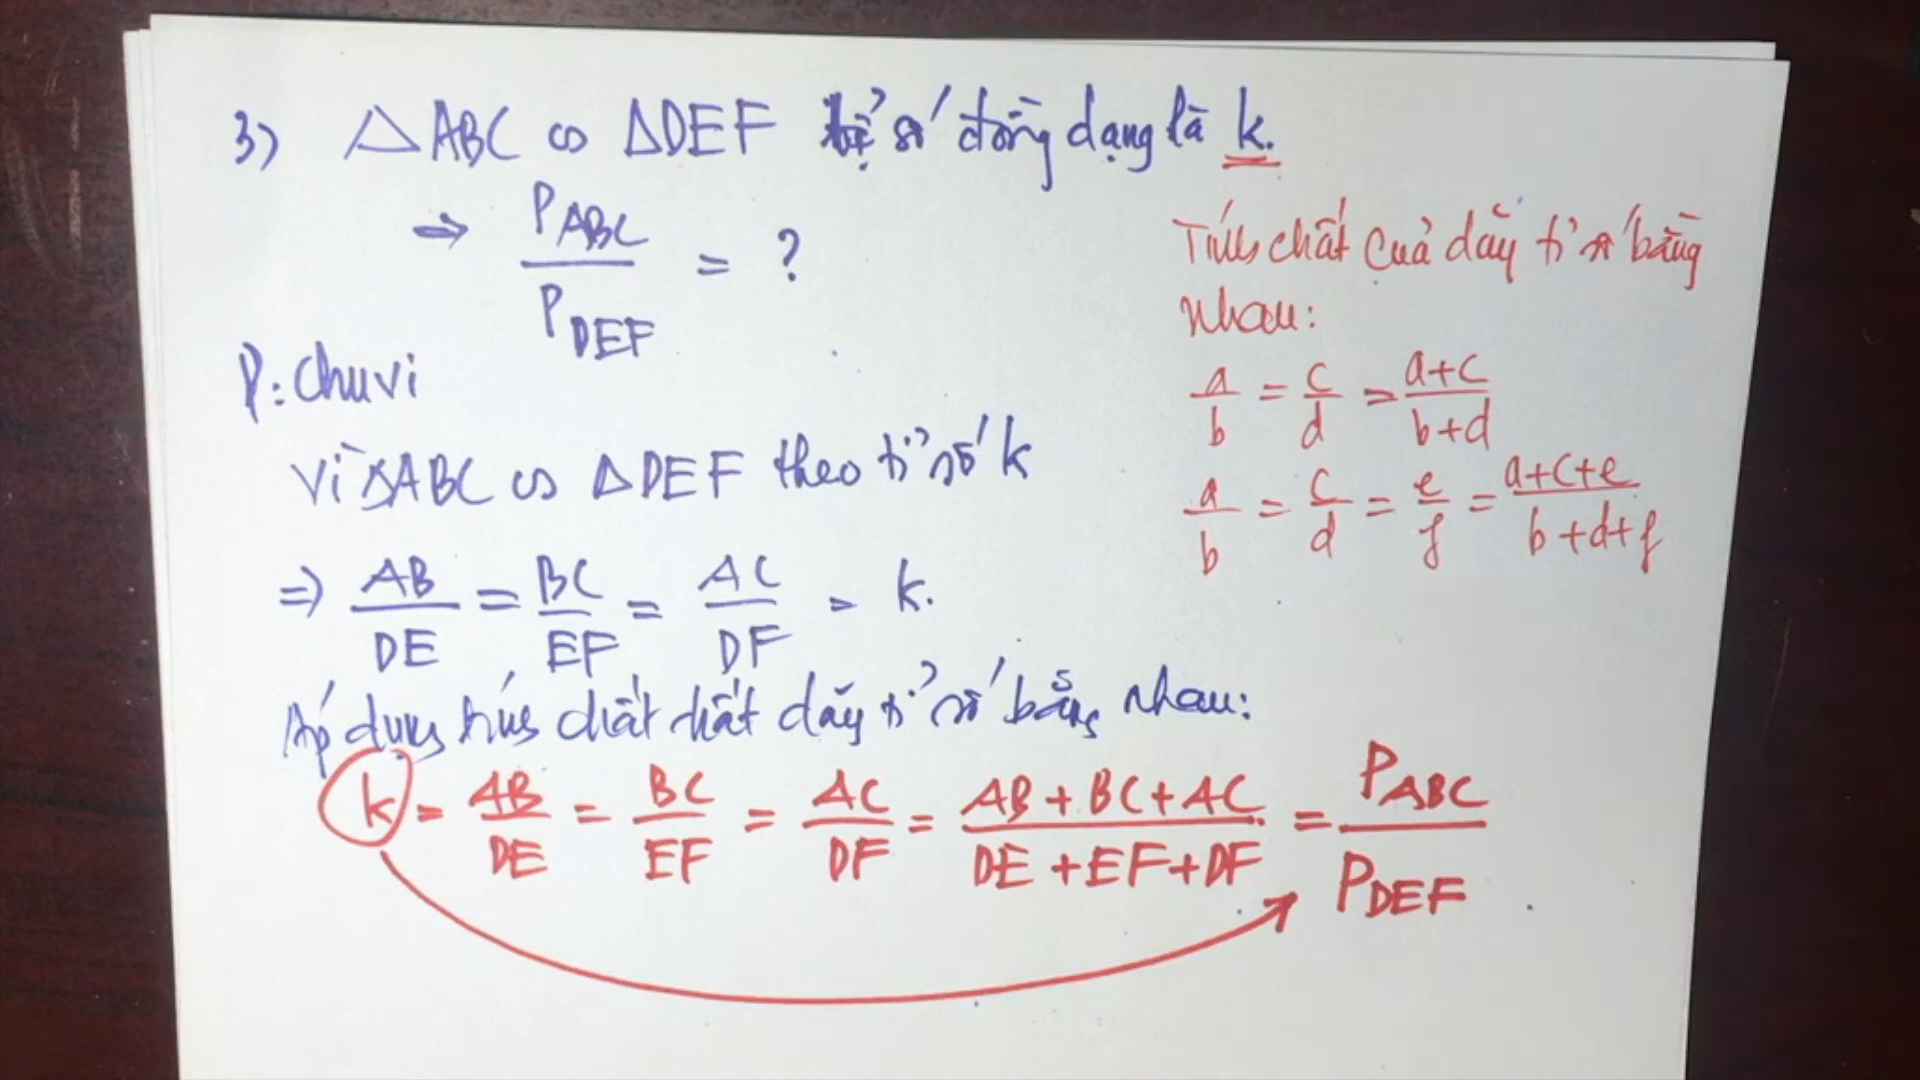 3) △ABC ∽ △DEF tỉ số đồng dạng là k.
⇒ P_ABC / P_DEF = ?
P: Chu vi
Vì △ABC ∽ △DEF theo tỉ số k
⇒ AB/DE = BC/EF = AC/DF = k.
Áp dụng tính chất chất dãy tỉ số bằng nhau:
k = AB/DE = BC/EF = AC/DF = (AB + BC + AC)/(DE + EF + DF) = P_ABC / P_DEF
Tính chất của dãy tỉ số bằng
nhau:
a/b = c/d = (a+c)/(b+d)
a/b = c/d = e/f = (a+c+e)/(b+d+f)